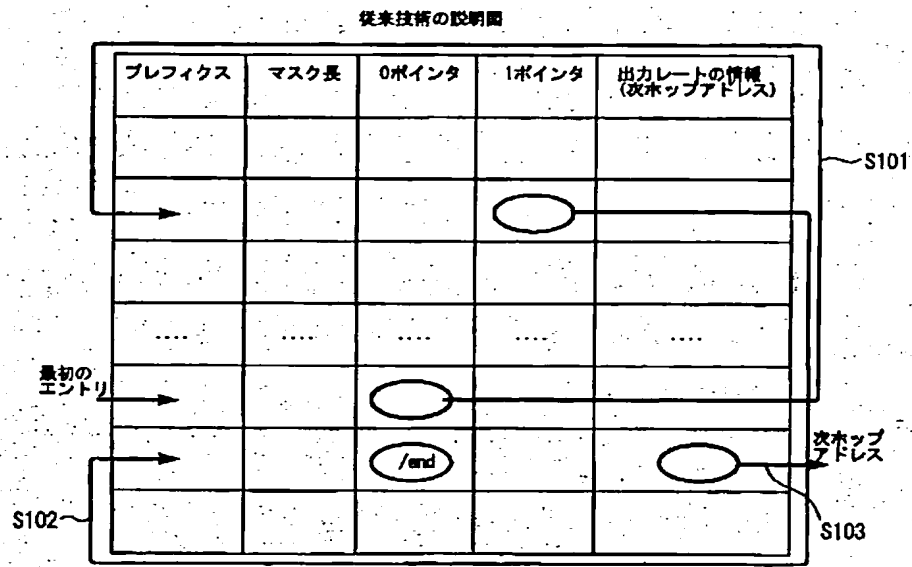 従来技術の説明図
プレフィクス
マスク長
0ポインタ
1ポインタ
出力レートの情報
(次ホップアドレス)
S101
....
....
....
....
....
最初の
エントリ
/end
次ホップ
アドレス
S102
S103